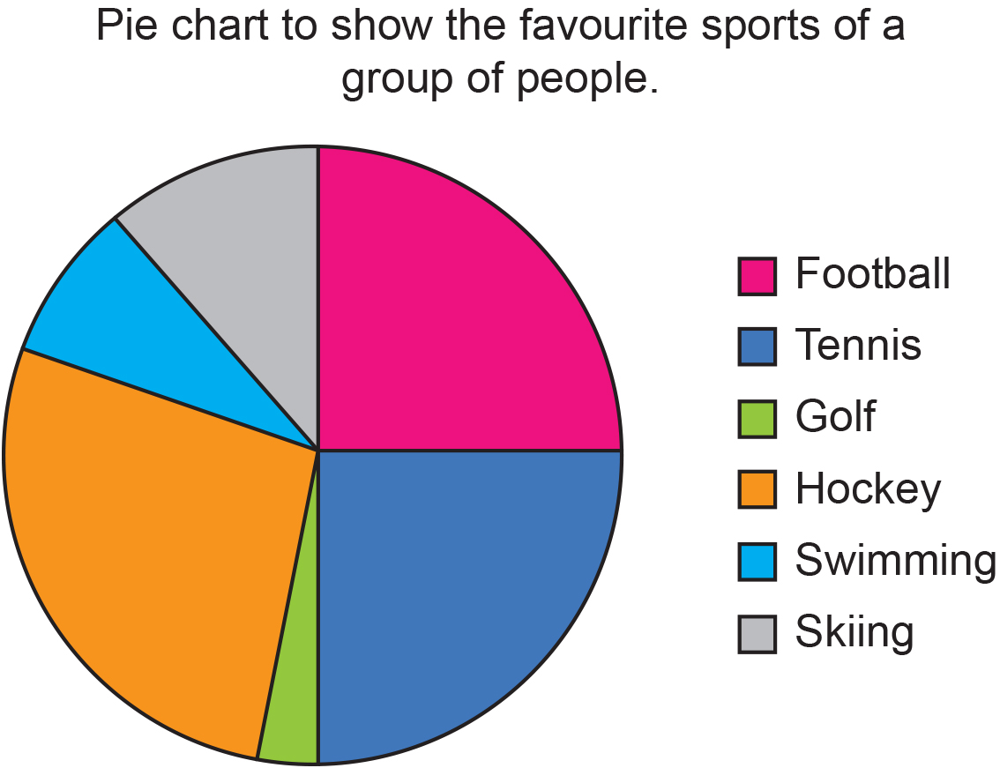 Pie chart to show the favourite sports of a
group of people.
Football
Tennis
Golf
Hockey
Swimming
Skiing